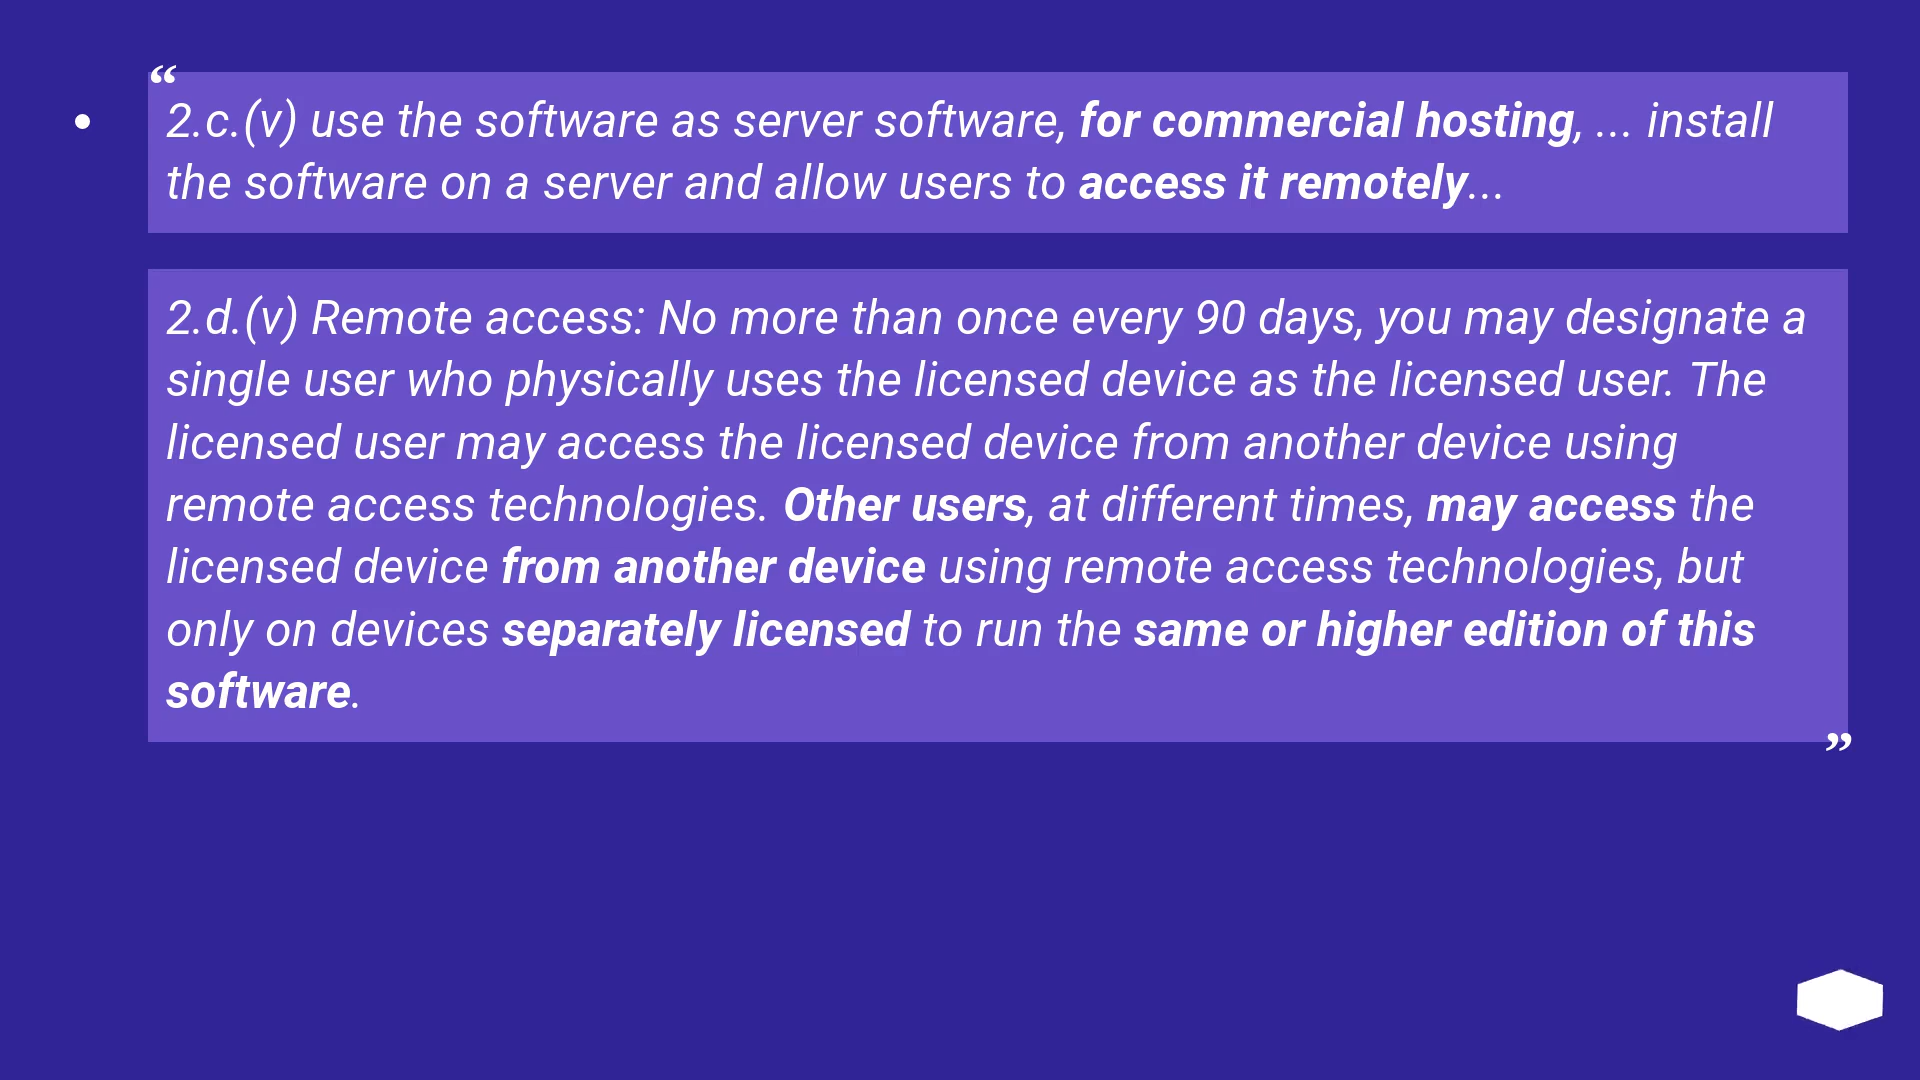 “
• 2.c.(v) use the software as server software, for commercial hosting, ... install
the software on a server and allow users to access it remotely...
2.d.(v) Remote access: No more than once every 90 days, you may designate a
single user who physically uses the licensed device as the licensed user. The
licensed user may access the licensed device from another device using
remote access technologies. Other users, at different times, may access the
licensed device from another device using remote access technologies, but
only on devices separately licensed to run the same or higher edition of this
software.
”